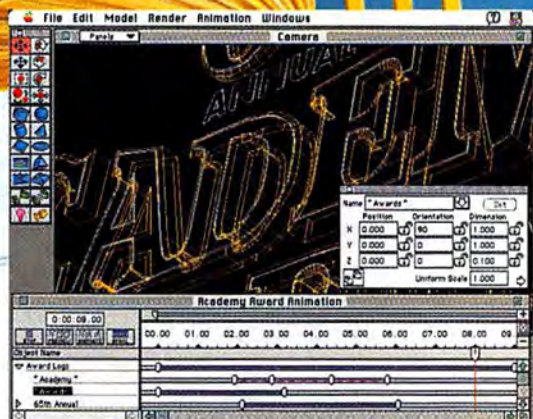 File Edit Model Render Animation Windows
Panels Camera
ANNUAL
CADEM
Name "Awards" Set
Position Orientation Dimension
X 0.000 90 1.000
Y 0.000 0 1.000
Z 0.000 0 0.100
Uniform Scale 1.000
Academy Award Animation
0:00:08.00
00.00 01.00 02.00 03.00 04.00 05.00 06.00 07.00 08.00 09.
Object Name
Award Logo
"Academy"
"Awards"
65th Annual